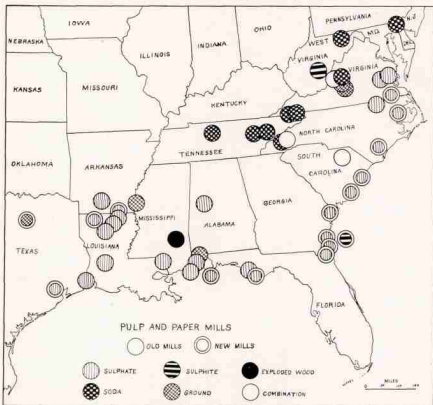 IOWA
NEBRASKA
ILLINOIS
INDIANA
OHIO
PENNSYLVANIA
N.J.
MD.
DEL.
WEST
VIRGINIA
VIRGINIA
KANSAS
MISSOURI
KENTUCKY
NORTH CAROLINA
TENNESSEE
OKLAHOMA
ARKANSAS
SOUTH
CAROLINA
MISSISSIPPI
ALABAMA
GEORGIA
TEXAS
LOUISIANA
FLORIDA
PULP AND PAPER MILLS
OLD MILLS
NEW MILLS
SULPHATE
SULPHITE
EXPLODED WOOD
SODA
GROUND
COMBINATION
MILES